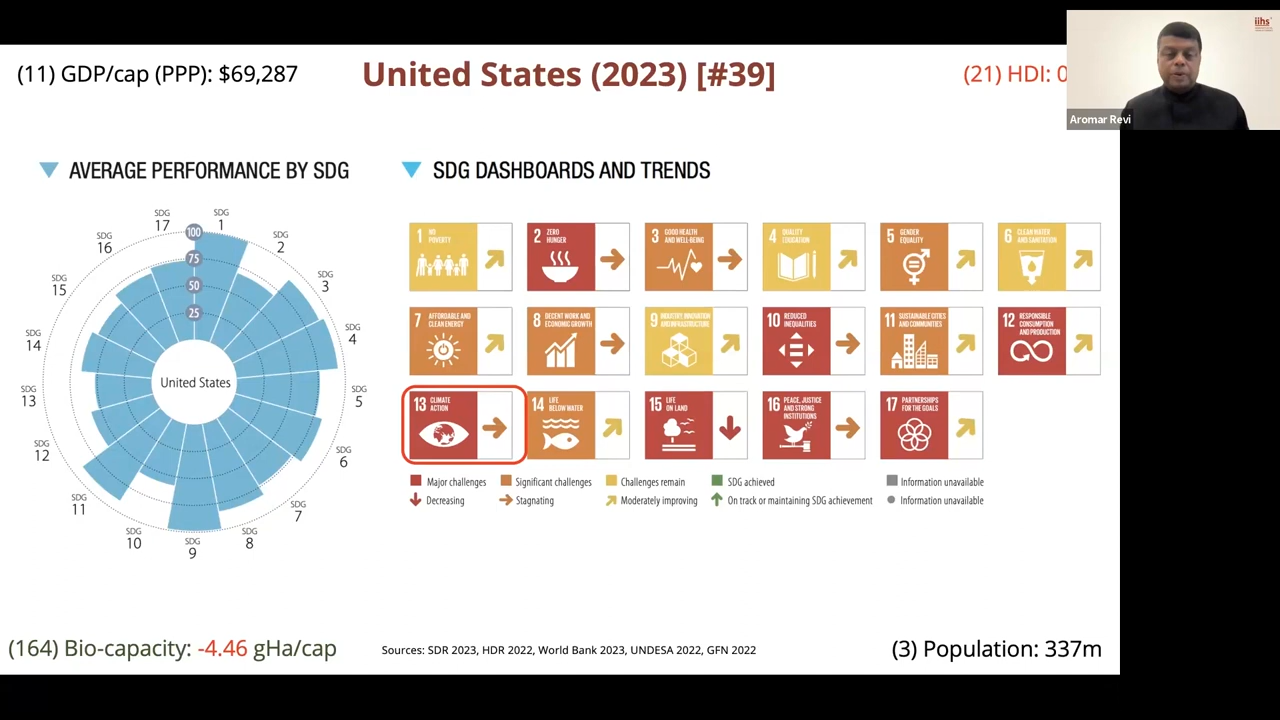 (11) GDP/cap (PPP): $69,287
United States (2023) [#39]
(21) HDI: 0
iihs
Aromar Revi
AVERAGE PERFORMANCE BY SDG
SDG DASHBOARDS AND TRENDS
SDG
1
SDG
2
SDG
3
SDG
4
SDG
5
SDG
6
SDG
7
SDG
8
SDG
9
SDG
10
SDG
11
SDG
12
SDG
13
SDG
14
SDG
15
SDG
16
SDG
17
100
75
50
25
United States
1 NO
POVERTY
2 ZERO
HUNGER
3 GOOD HEALTH
AND WELL-BEING
4 QUALITY
EDUCATION
5 GENDER
EQUALITY
6 CLEAN WATER
AND SANITATION
7 AFFORDABLE AND
CLEAN ENERGY
8 DECENT WORK AND
ECONOMIC GROWTH
9 INDUSTRY, INNOVATION
AND INFRASTRUCTURE
10 REDUCED
INEQUALITIES
11 SUSTAINABLE CITIES
AND COMMUNITIES
12 RESPONSIBLE
CONSUMPTION
AND PRODUCTION
13 CLIMATE
ACTION
14 LIFE
BELOW WATER
15 LIFE
ON LAND
16 PEACE, JUSTICE
AND STRONG
INSTITUTIONS
17 PARTNERSHIPS
FOR THE GOALS
Major challenges
Significant challenges
Challenges remain
SDG achieved
Information unavailable
Decreasing
Stagnating
Moderately improving
On track or maintaining SDG achievement
Information unavailable
(164) Bio-capacity: -4.46 gHa/cap
Sources: SDR 2023, HDR 2022, World Bank 2023, UNDESA 2022, GFN 2022
(3) Population: 337m